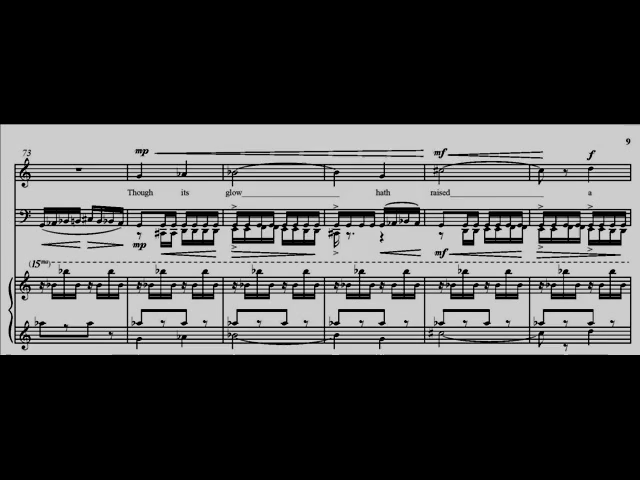 73
9
mp
mf
f
Though its glow hath raised a
mp
mf
(15ma)